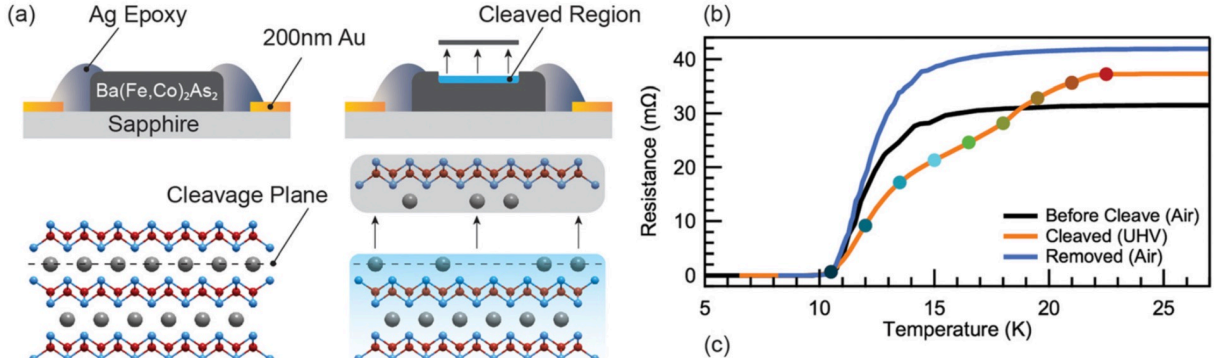 (a)
Ag Epoxy
200nm Au
Ba(Fe,Co)₂As₂
Sapphire
Cleaved Region
Cleavage Plane
(b)
Resistance (mΩ)
40
30
20
10
0
Before Cleave (Air)
Cleaved (UHV)
Removed (Air)
5 10 15 20 25
Temperature (K)
(c)